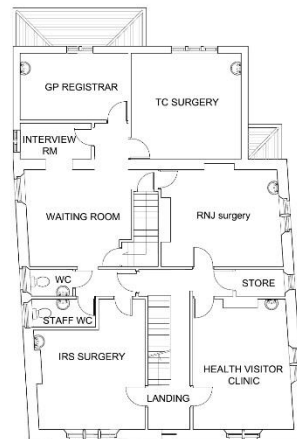 GP REGISTRAR
TC SURGERY
INTERVIEW
RM
WAITING ROOM
RNJ surgery
WC
STORE
STAFF WC
IRS SURGERY
HEALTH VISITOR
CLINIC
LANDING